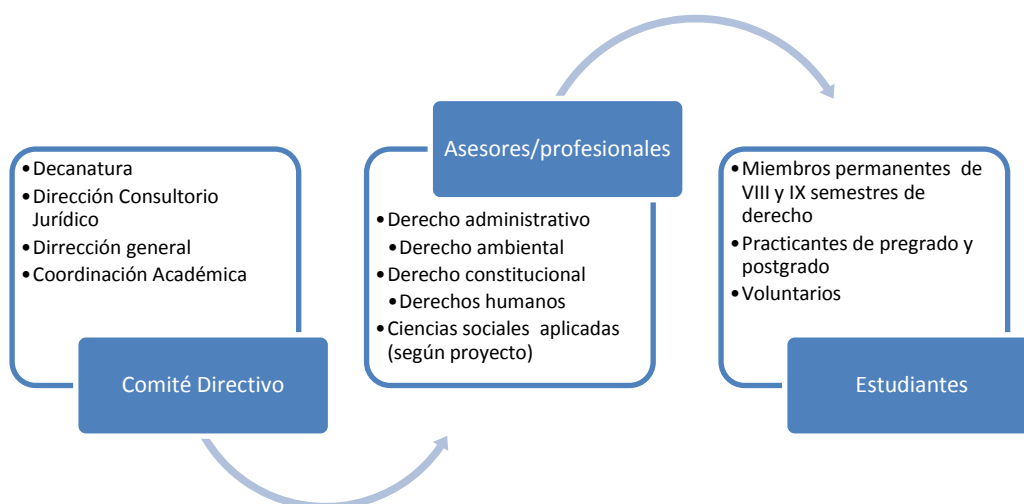 •Decanatura
•Dirección Consultorio
Jurídico
•Dirrección general
•Coordinación Académica
Comité Directivo
Asesores/profesionales
•Derecho administrativo
•Derecho ambiental
•Derecho constitucional
•Derechos humanos
•Ciencias sociales aplicadas
(según proyecto)
•Miembros permanentes de
VIII y IX semestres de
derecho
•Practicantes de pregrado y
postgrado
•Voluntarios
Estudiantes